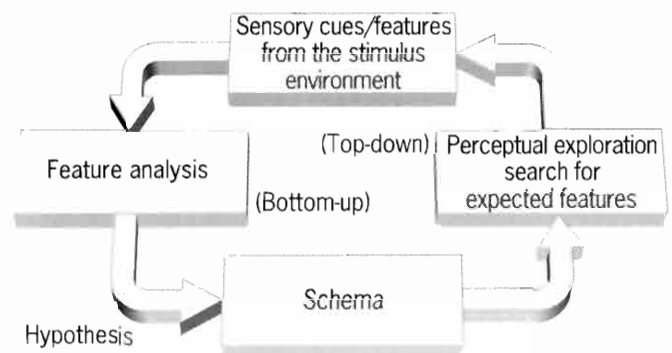 Sensory cues/features
from the stimulus
environment
(Top-down)
Perceptual exploration
search for
expected features
Feature analysis
(Bottom-up)
Schema
Hypothesis